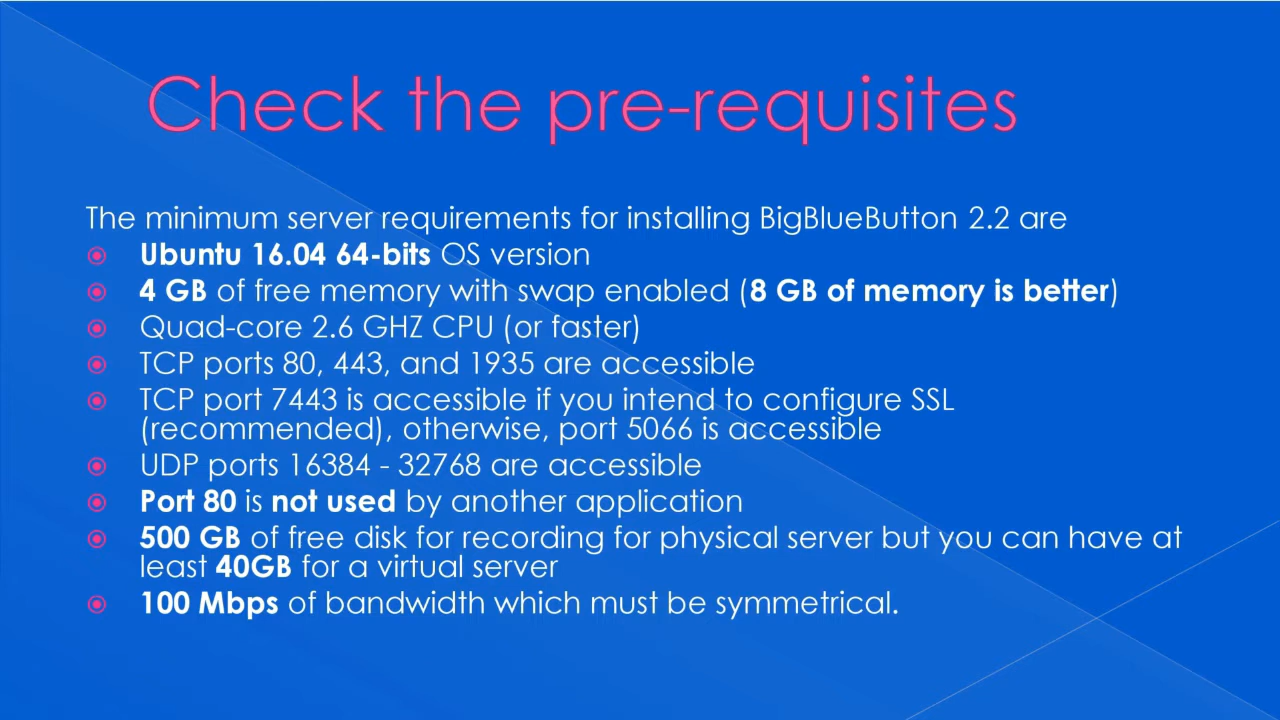 Check the pre-requisites
The minimum server requirements for installing BigBlueButton 2.2 are
Ubuntu 16.04 64-bits OS version
4 GB of free memory with swap enabled (8 GB of memory is better)
Quad-core 2.6 GHZ CPU (or faster)
TCP ports 80, 443, and 1935 are accessible
TCP port 7443 is accessible if you intend to configure SSL
(recommended), otherwise, port 5066 is accessible
UDP ports 16384 - 32768 are accessible
Port 80 is not used by another application
500 GB of free disk for recording for physical server but you can have at
least 40GB for a virtual server
100 Mbps of bandwidth which must be symmetrical.